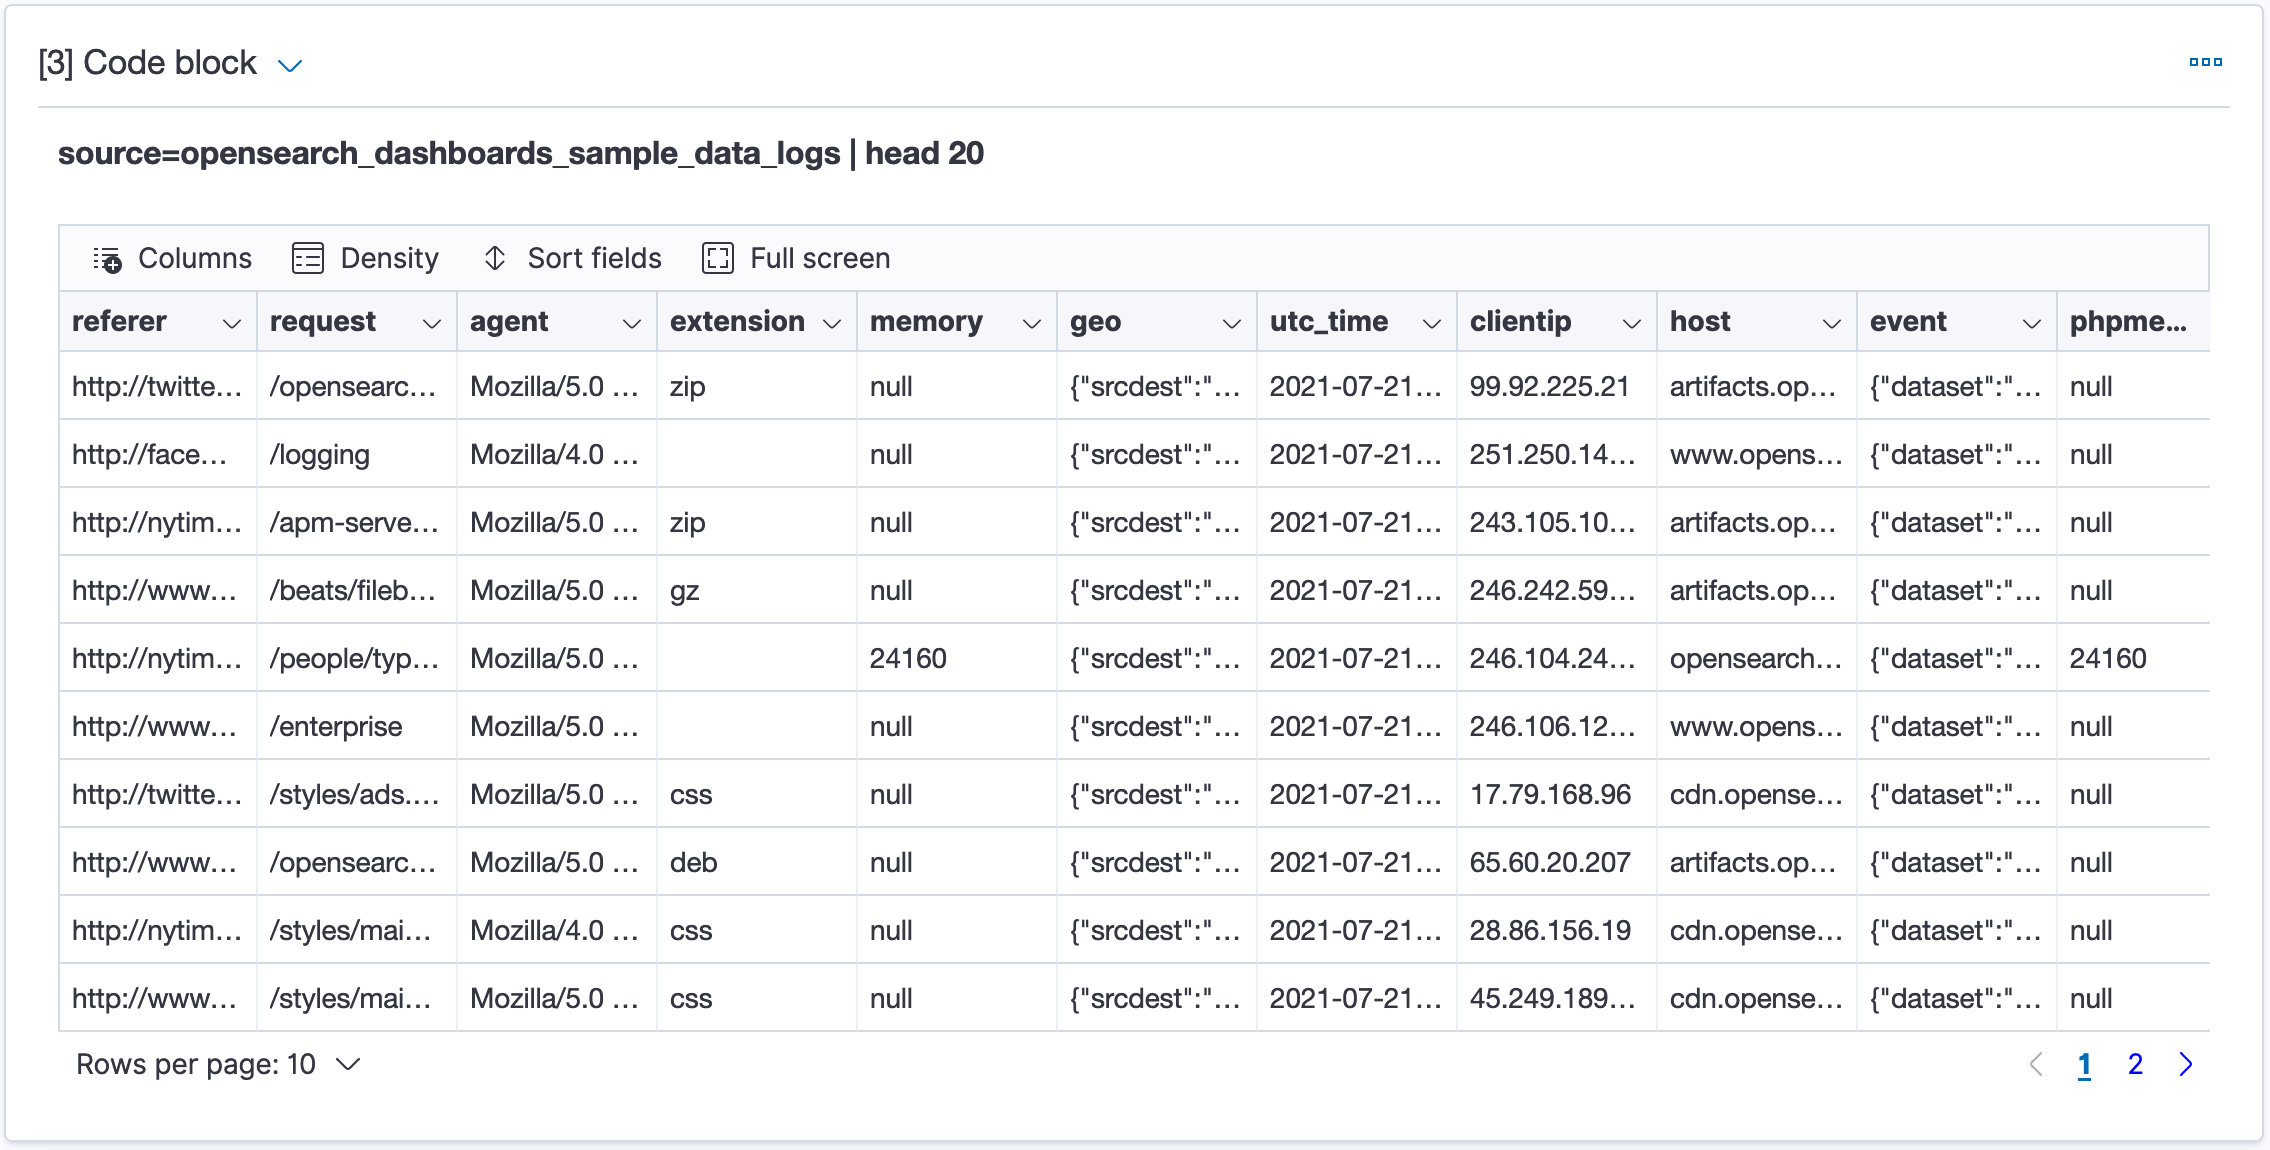 [3] Code block
source=opensearch_dashboards_sample_data_logs | head 20
Columns Density Sort fields Full screen
referer request agent extension memory geo utc_time clientip host event phpme...
http://twitte... /opensearc... Mozilla/5.0 ... zip null {"srcdest":"... 2021-07-21... 99.92.225.21 artifacts.op... {"dataset":"... null
http://face... /logging Mozilla/4.0 ... null {"srcdest":"... 2021-07-21... 251.250.14... www.opens... {"dataset":"... null
http://nytim... /apm-serve... Mozilla/5.0 ... zip null {"srcdest":"... 2021-07-21... 243.105.10... artifacts.op... {"dataset":"... null
http://www... /beats/fileb... Mozilla/5.0 ... gz null {"srcdest":"... 2021-07-21... 246.242.59... artifacts.op... {"dataset":"... null
http://nytim... /people/typ... Mozilla/5.0 ... 24160 {"srcdest":"... 2021-07-21... 246.104.24... opensearch... {"dataset":"... 24160
http://www... /enterprise Mozilla/5.0 ... null {"srcdest":"... 2021-07-21... 246.106.12... www.opens... {"dataset":"... null
http://twitte... /styles/ads.... Mozilla/5.0 ... css null {"srcdest":"... 2021-07-21... 17.79.168.96 cdn.opense... {"dataset":"... null
http://www... /opensearc... Mozilla/5.0 ... deb null {"srcdest":"... 2021-07-21... 65.60.20.207 artifacts.op... {"dataset":"... null
http://nytim... /styles/mai... Mozilla/4.0 ... css null {"srcdest":"... 2021-07-21... 28.86.156.19 cdn.opense... {"dataset":"... null
http://www... /styles/mai... Mozilla/5.0 ... css null {"srcdest":"... 2021-07-21... 45.249.189... cdn.opense... {"dataset":"... null
Rows per page: 10 1 2